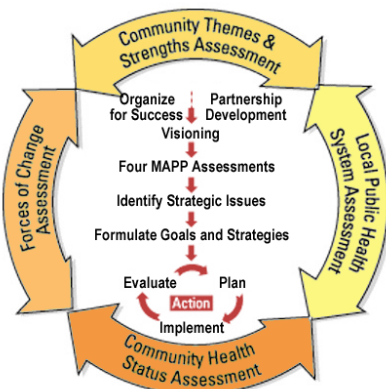 Community Themes &
Strengths Assessment
Organize
for Success
Partnership
Development
Visioning
Four MAPP Assessments
Identify Strategic Issues
Formulate Goals and Strategies
Evaluate
Plan
Action
Implement
Forces of Change
Assessment
Local Public Health
System Assessment
Community Health
Status Assessment